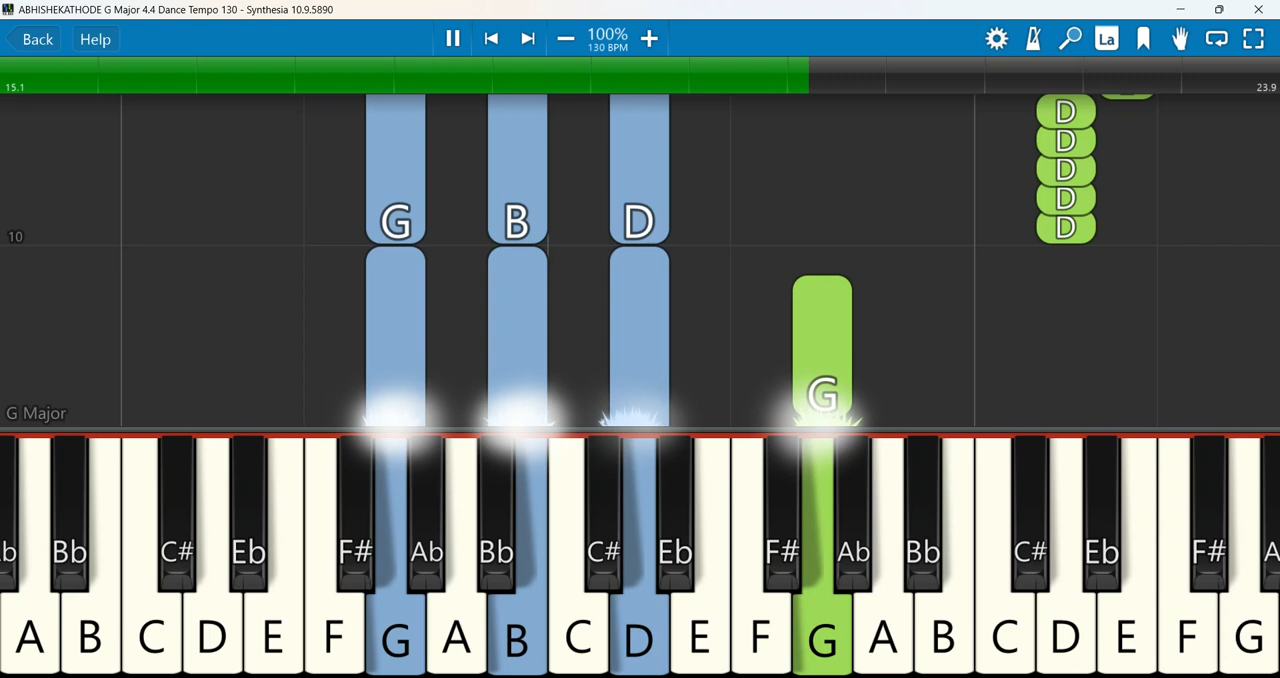 ABHISHEKATHODE G Major 4.4 Dance Tempo 130 - Synthesia 10.9.5890
Back Help 100% La
130 BPM
15.1 23.9
D
D
D
D
G B D D
10
G
G Major
b Bb C# Eb F# Ab Bb C# Eb F# Ab Bb C# Eb F# A
A B C D E F G A B C D E F G A B C D E F G